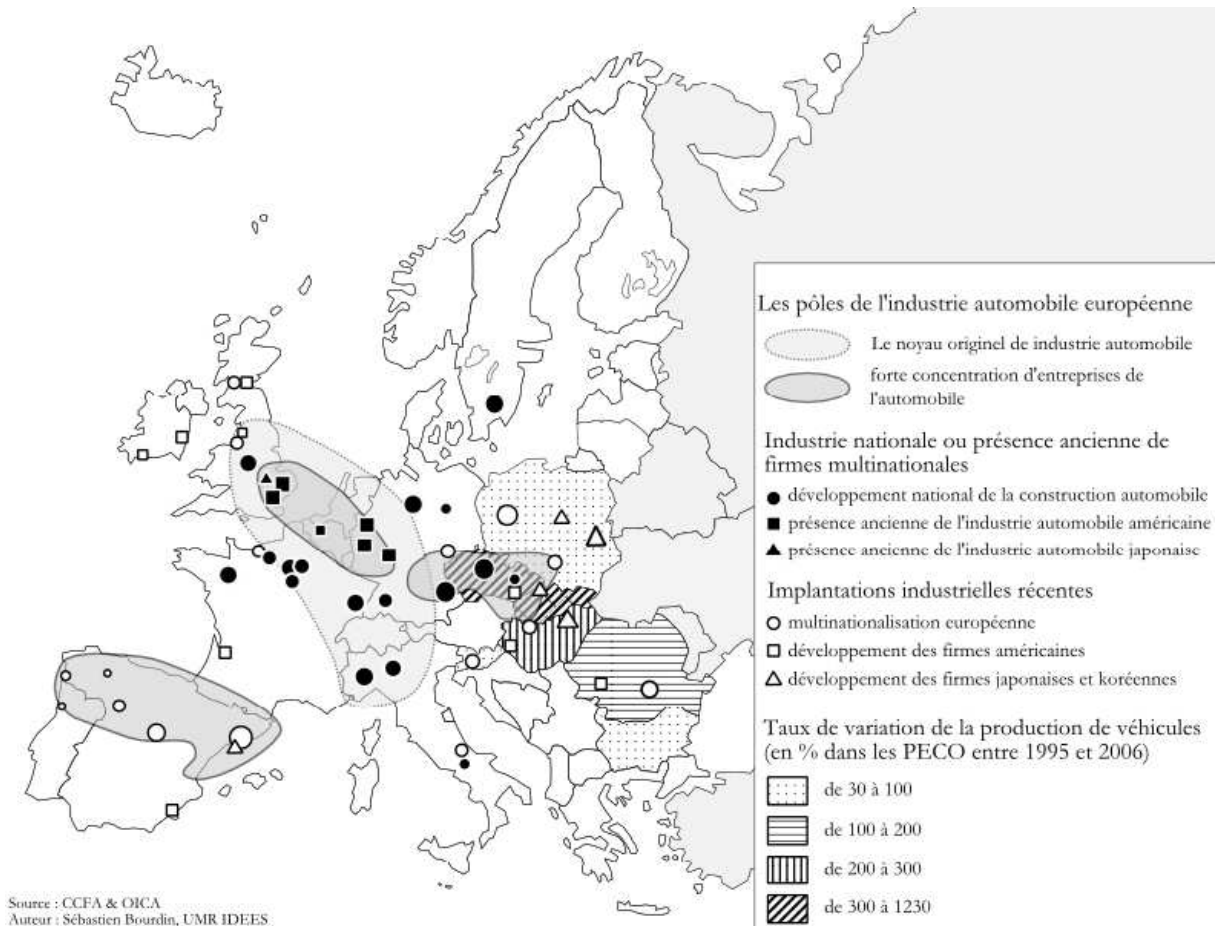 Les pôles de l'industrie automobile européenne
Le noyau originel de industrie automobile
forte concentration d'entreprises de
l'automobile
Industrie nationale ou présence ancienne de
firmes multinationales
développement national de la construction automobile
présence ancienne de l'industrie automobile américaine
présence ancienne de l'industrie automobile japonaise
Implantations industrielles récentes
multinationalisation européenne
développement des firmes américaines
développement des firmes japonaises et koréennes
Taux de variation de la production de véhicules
(en % dans les PECO entre 1995 et 2006)
de 30 à 100
de 100 à 200
de 200 à 300
de 300 à 1230
Source : CCFA & OICA
Auteur : Sébastien Bourdin, UMR IDEES